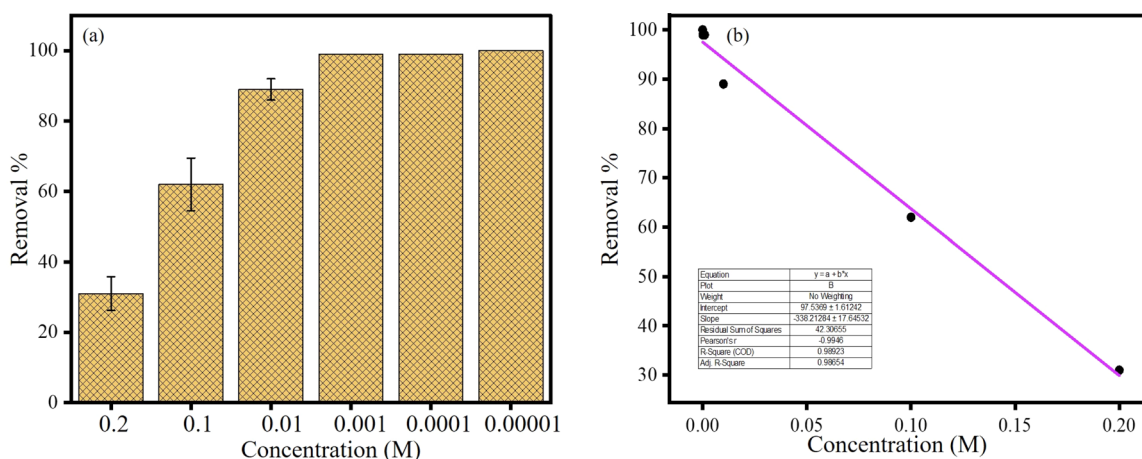 (a)
100
80
60
40
20
0
Removal %
0.2 0.1 0.01 0.001 0.0001 0.00001
Concentration (M)
(b)
100
90
80
70
60
50
40
30
Removal %
Equation y = a + b*x
Plot B
Weight No Weighting
Intercept 97.5369 ± 1.61242
Slope -338.21284 ± 17.64532
Residual Sum of Squares 42.30655
Pearson's r -0.9946
R-Square (COD) 0.98923
Adj. R-Square 0.98654
0.00 0.05 0.10 0.15 0.20
Concentration (M)